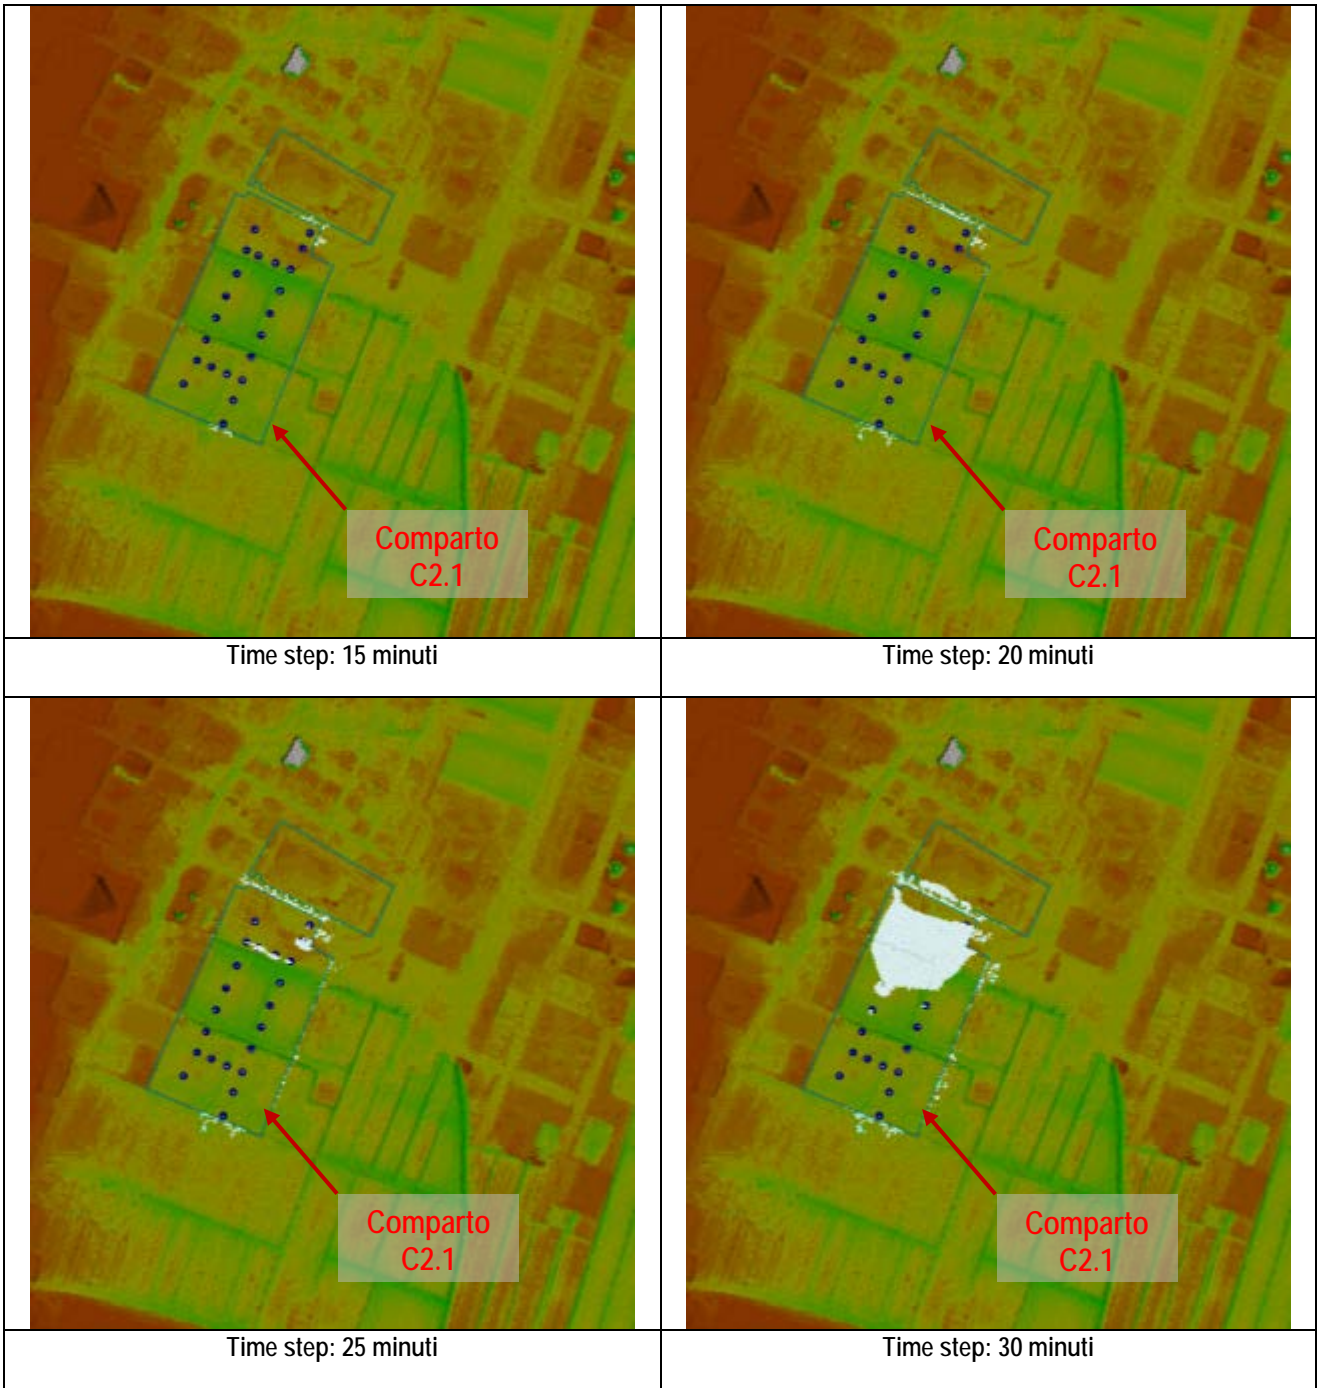 Comparto
C2.1
Comparto
C2.1
Time step: 15 minuti
Time step: 20 minuti
Comparto
C2.1
Comparto
C2.1
Time step: 25 minuti
Time step: 30 minuti